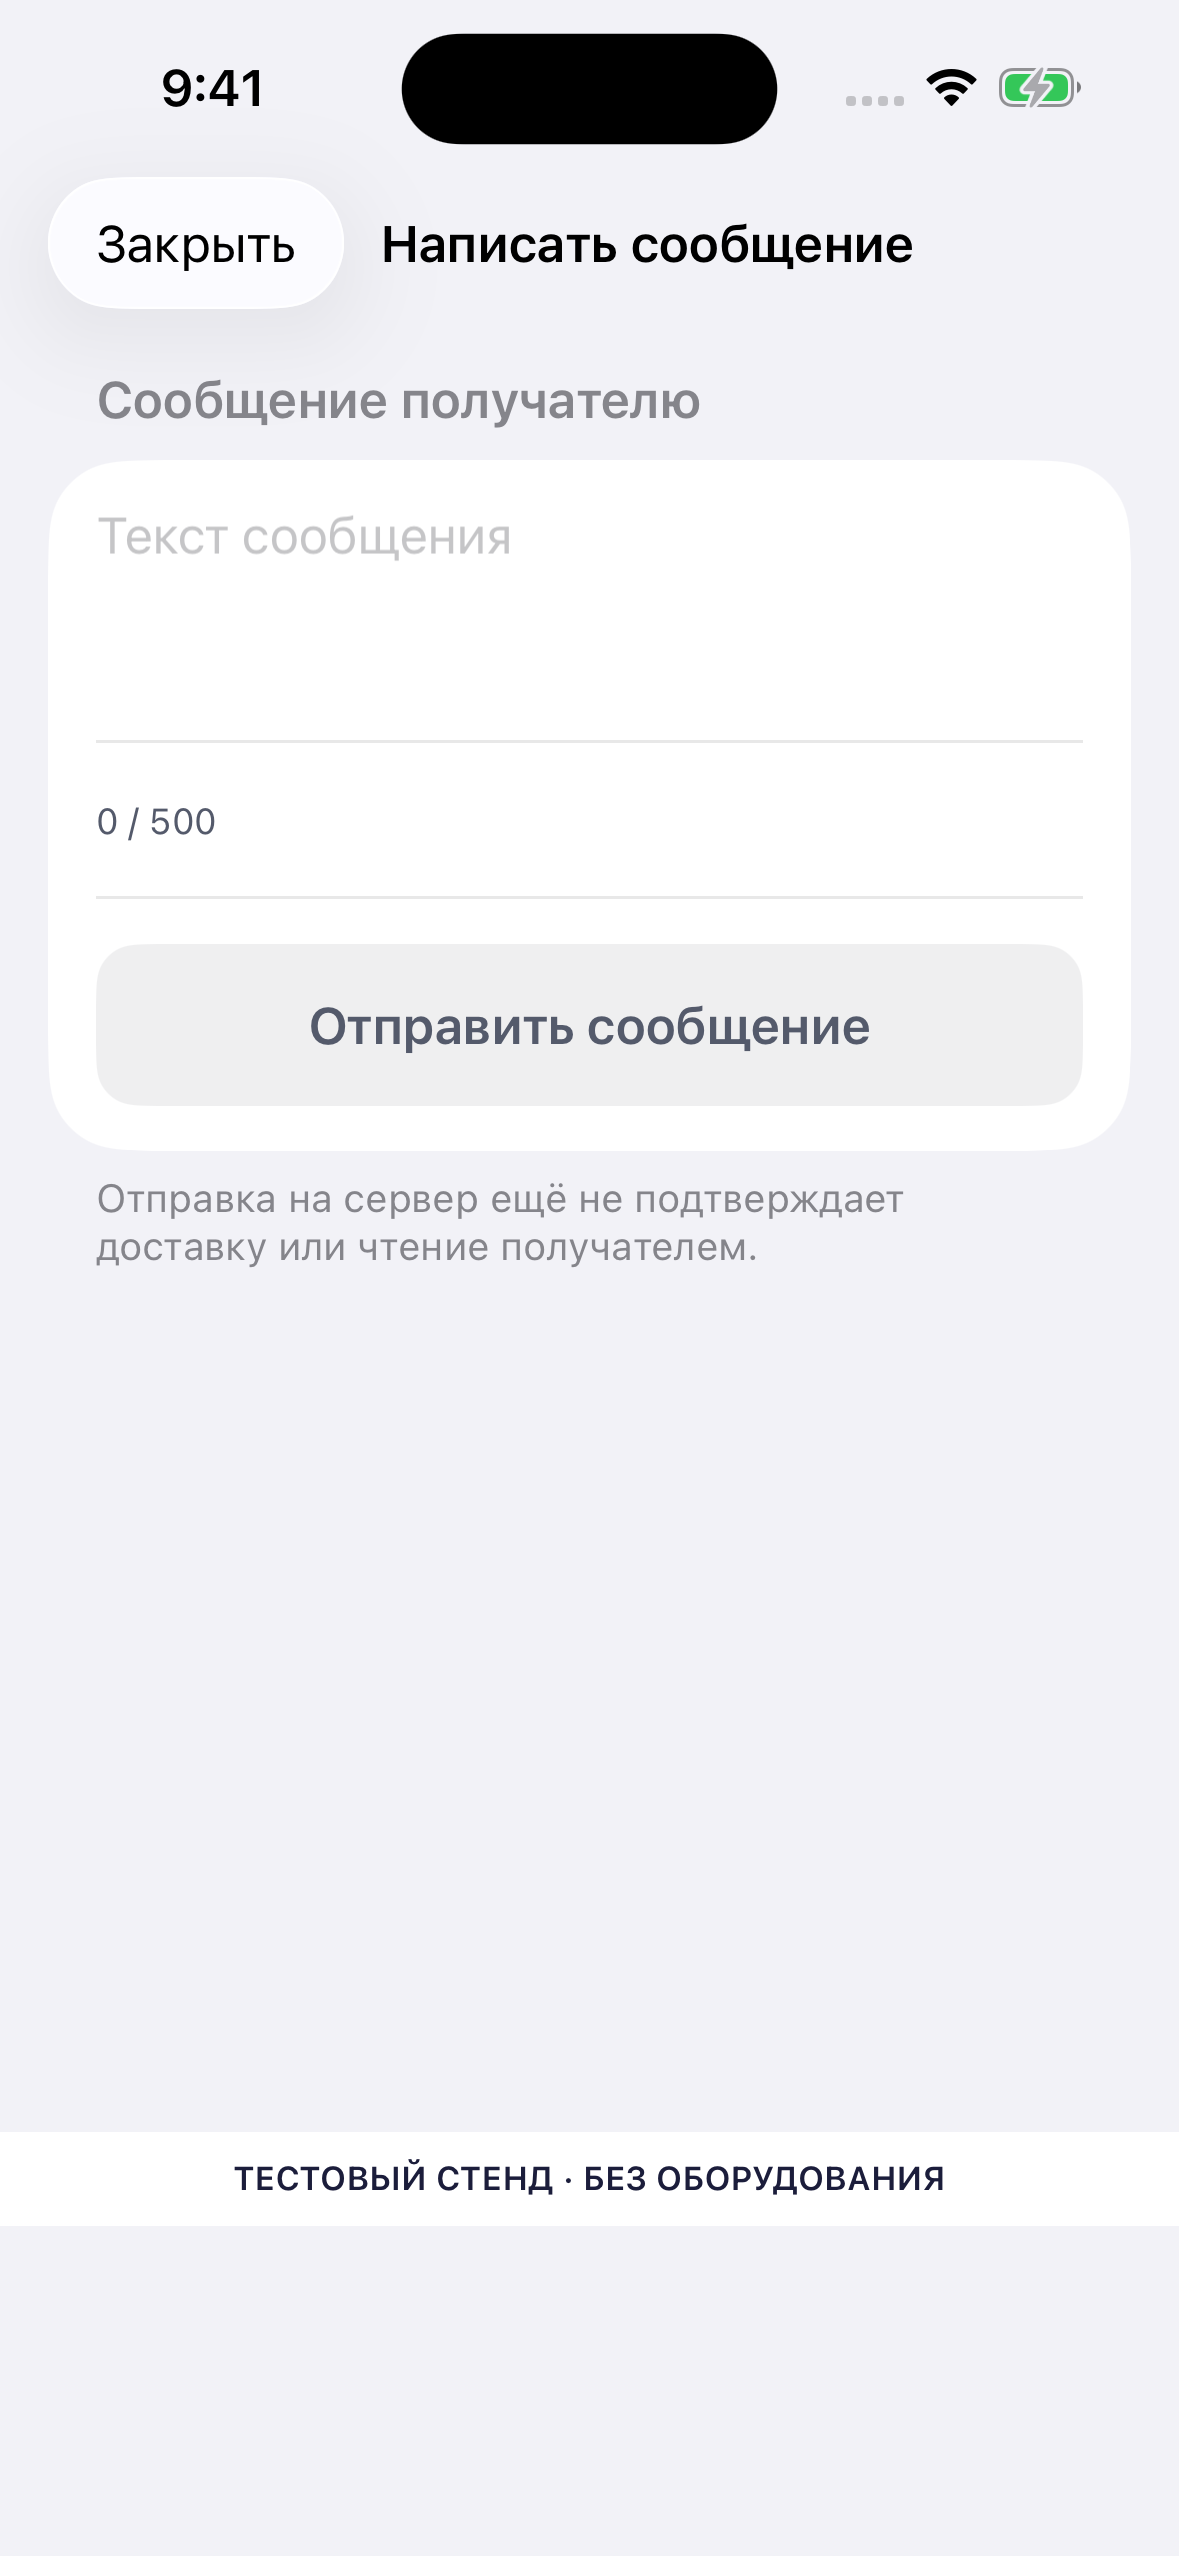 9:41
Закрыть
Написать сообщение
Сообщение получателю
Текст сообщения
0 / 500
Отправить сообщение
Отправка на сервер ещё не подтверждает
доставку или чтение получателем.
ТЕСТОВЫЙ СТЕНД · БЕЗ ОБОРУДОВАНИЯ